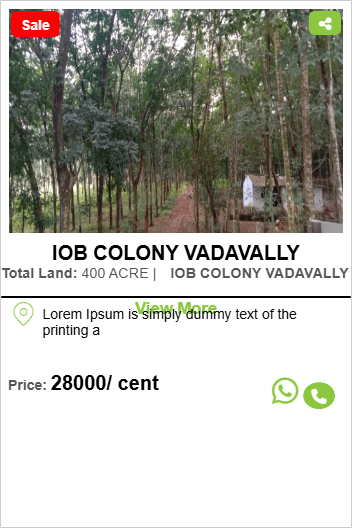 Sale
IOB COLONY VADAVALLY
Total Land: 400 ACRE | IOB COLONY VADAVALLY
View More
Lorem Ipsum is simply dummy text of the
printing a
Price: 28000/ cent